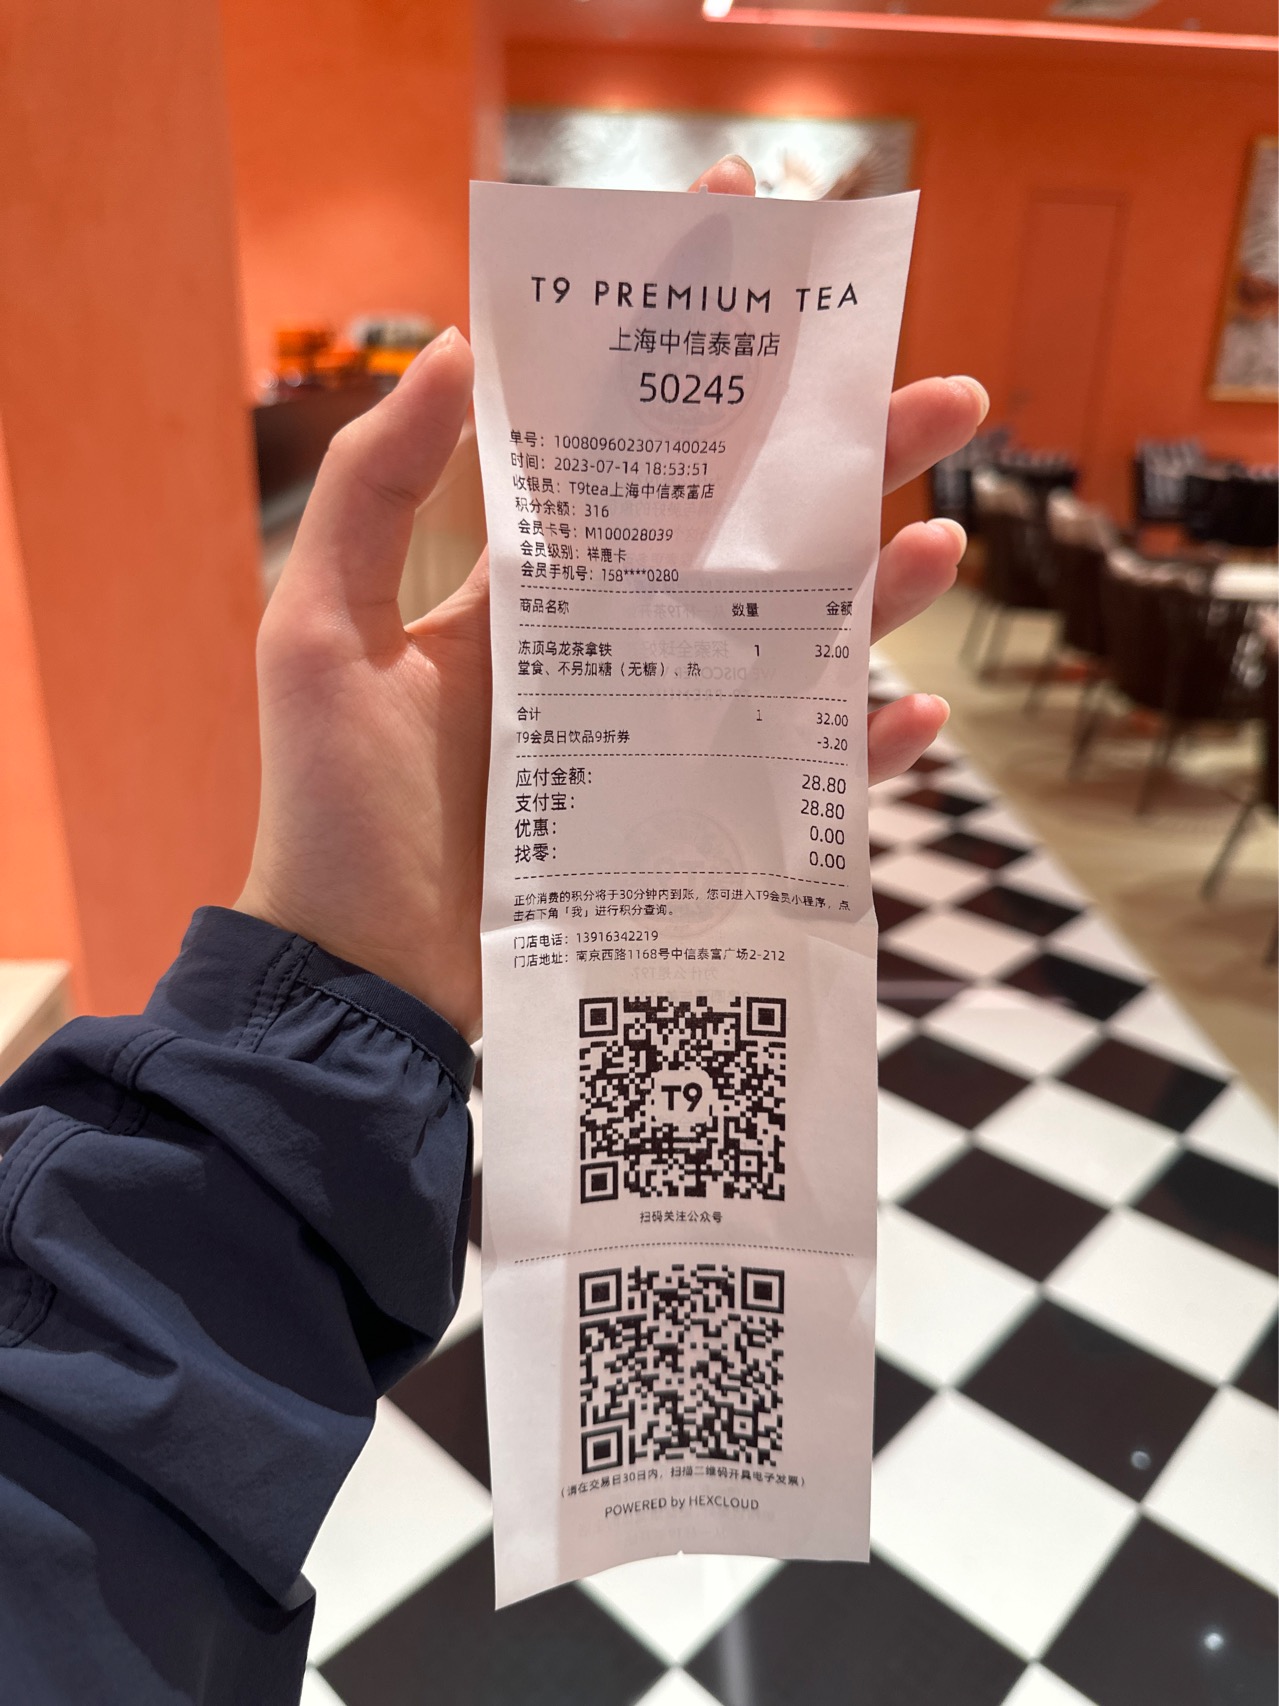 T9 PREMIUM TEA
上海中信泰富店
50245
单号：1008096023071400245
时间：2023-07-14 18:53:51
收银员：T9tea上海中信泰富店
积分余额：316
会员卡号：M100028039
会员级别：祥鹿卡
会员手机号：158****0280
商品名称 数量 金额
冻顶乌龙茶拿铁 1 32.00
堂食、不另加糖（无糖）、热
合计 1 32.00
T9会员日饮品9折券 -3.20
应付金额： 28.80
支付宝： 28.80
优惠： 0.00
找零： 0.00
正价消费的积分将于30分钟内到账，您可进入T9会员小程序，点
击右下角「我」进行积分查询。
门店电话：13916342219
门店地址：南京西路1168号中信泰富广场2-212
T9
扫码关注公众号
（请在交易日30日内，扫描二维码开具电子发票）
POWERED by HEXCLOUD